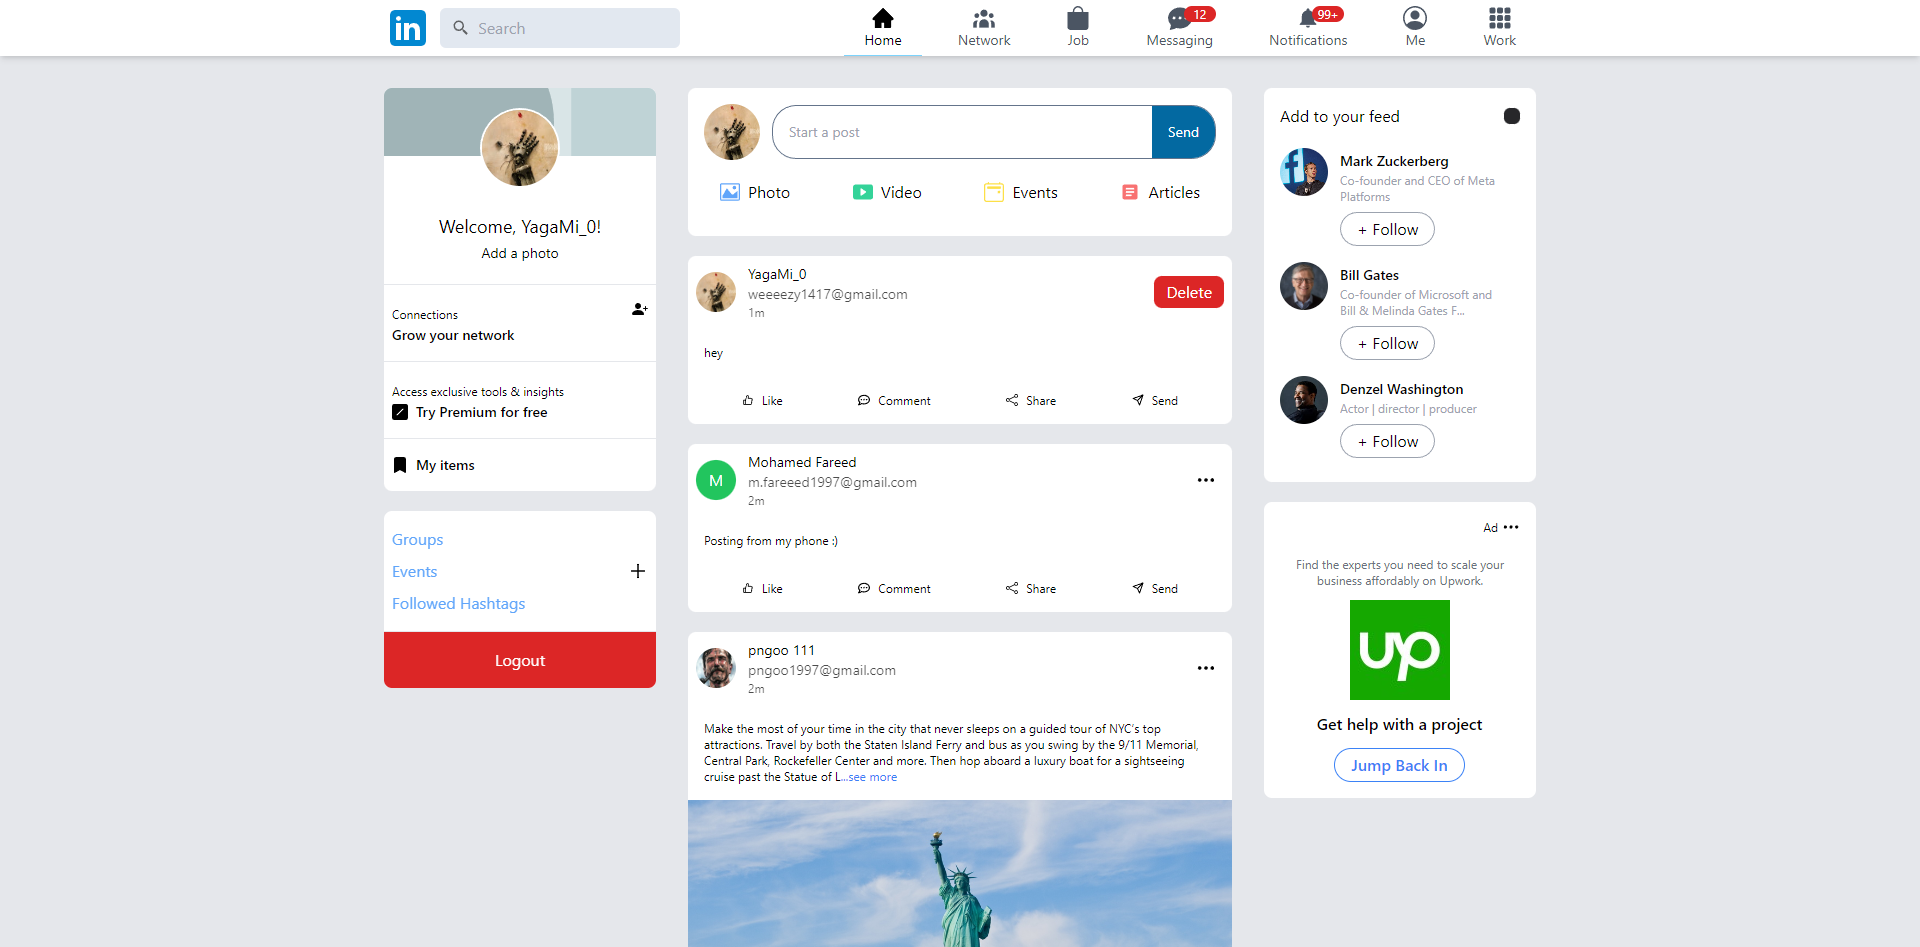 in
Search
Home
Network
Job
12
Messaging
99+
Notifications
Me
Work
Welcome, YagaMi_0!
Add a photo
Connections
Grow your network
Access exclusive tools & insights
Try Premium for free
My items
Groups
Events
Followed Hashtags
Logout
Start a post
Send
Photo
Video
Events
Articles
YagaMi_0
weeeezy1417@gmail.com
1m
Delete
hey
Like
Comment
Share
Send
M
Mohamed Fareed
m.fareeed1997@gmail.com
2m
Posting from my phone :)
Like
Comment
Share
Send
pngoo 111
pngoo1997@gmail.com
2m
Make the most of your time in the city that never sleeps on a guided tour of NYC’s top
attractions. Travel by both the Staten Island Ferry and bus as you swing by the 9/11 Memorial,
Central Park, Rockefeller Center and more. Then hop aboard a luxury boat for a sightseeing
cruise past the Statue of L...see more
Add to your feed
Mark Zuckerberg
Co-founder and CEO of Meta
Platforms
+ Follow
Bill Gates
Co-founder of Microsoft and
Bill & Melinda Gates F...
+ Follow
Denzel Washington
Actor | director | producer
+ Follow
Ad
Find the experts you need to scale your
business affordably on Upwork.
up
Get help with a project
Jump Back In